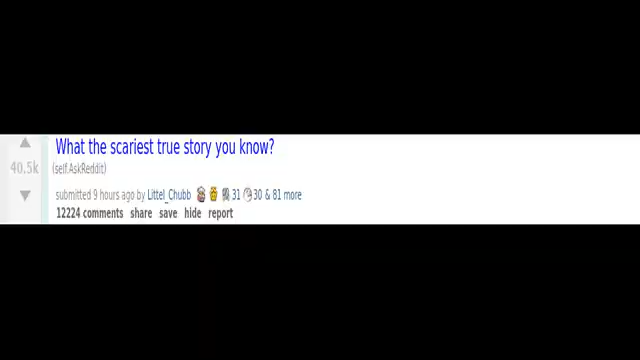 What the scariest true story you know?
40.5k
(self.AskReddit)
submitted 9 hours ago by Littel_Chubb 31 30 & 81 more
12224 comments share save hide report